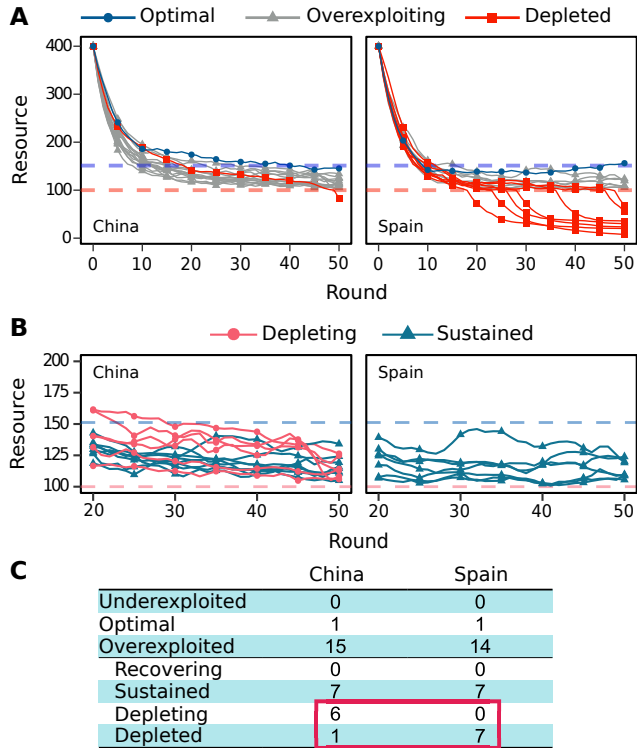 A
Optimal Overexploiting Depleted
Resource
400
300
200
100
0
China
Spain
0 10 20 30 40 50
0 10 20 30 40 50
Round
B
Depleting Sustained
Resource
200
175
150
125
100
China
Spain
20 30 40 50
20 30 40 50
Round
C
China Spain
Underexploited 0 0
Optimal 1 1
Overexploited 15 14
Recovering 0 0
Sustained 7 7
Depleting 6 0
Depleted 1 7